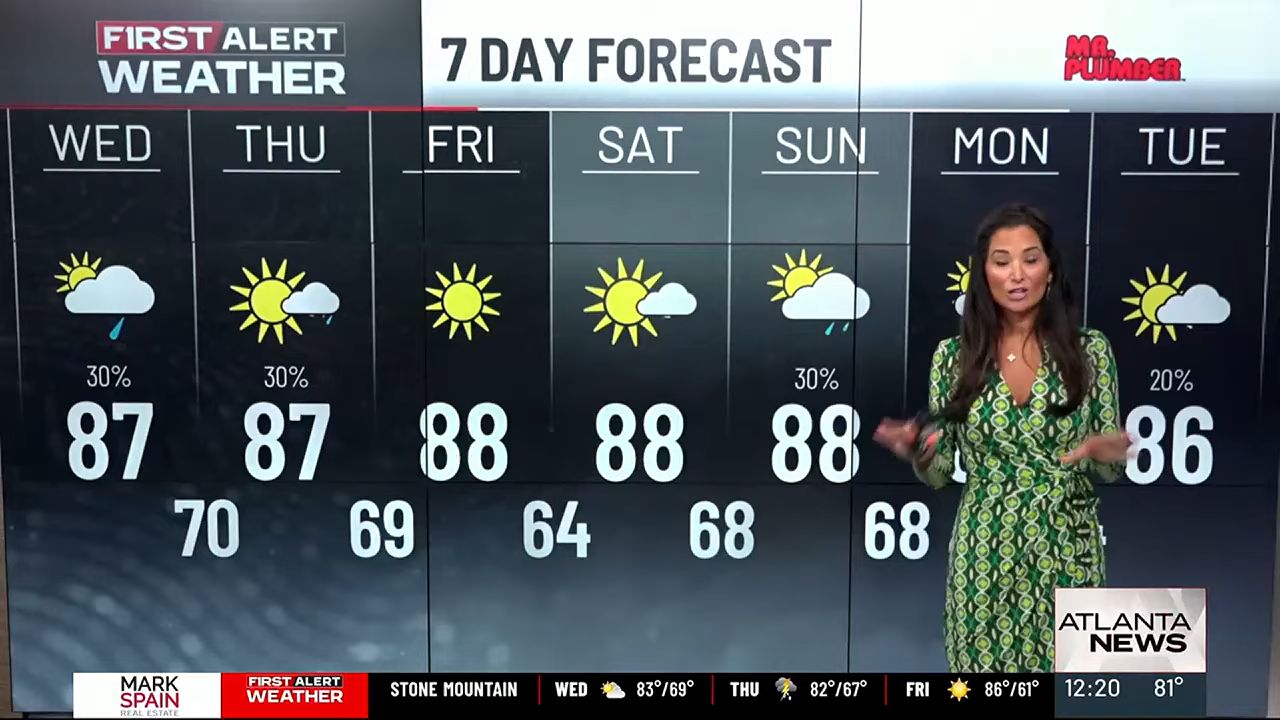 F1RST ALERT
WEATHER
7 DAY FORECAST
MR.
PLUMBER
WED THU FRI SAT SUN MON TUE
30% 30% 30% 20%
87 87 88 88 88 86
70 69 64 68 68
ATLANTA
NEWS
MARK
SPAIN
REAL ESTATE
FIRST ALERT
WEATHER
STONE MOUNTAIN WED 83°/69° THU 82°/67° FRI 86°/61° 12:20 81°